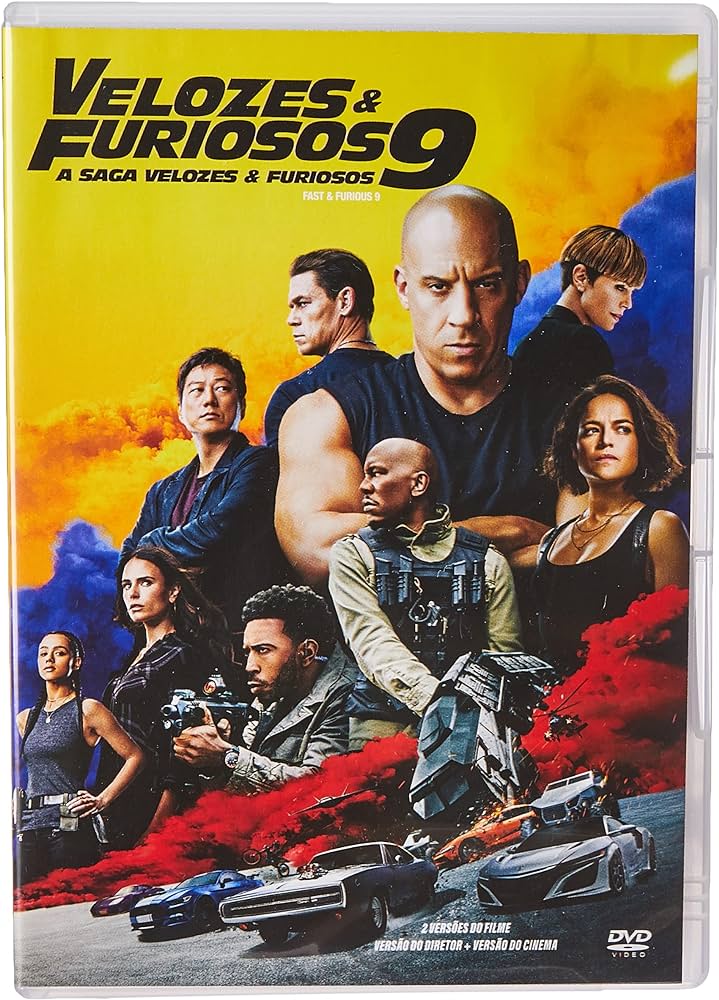 VELOZES &
FURIOSOS 9
A SAGA VELOZES & FURIOSOS
FAST & FURIOUS 9
2 VERSÕES DO FILME
VERSÃO DO DIRETOR + VERSÃO DO CINEMA
DVD
VIDEO